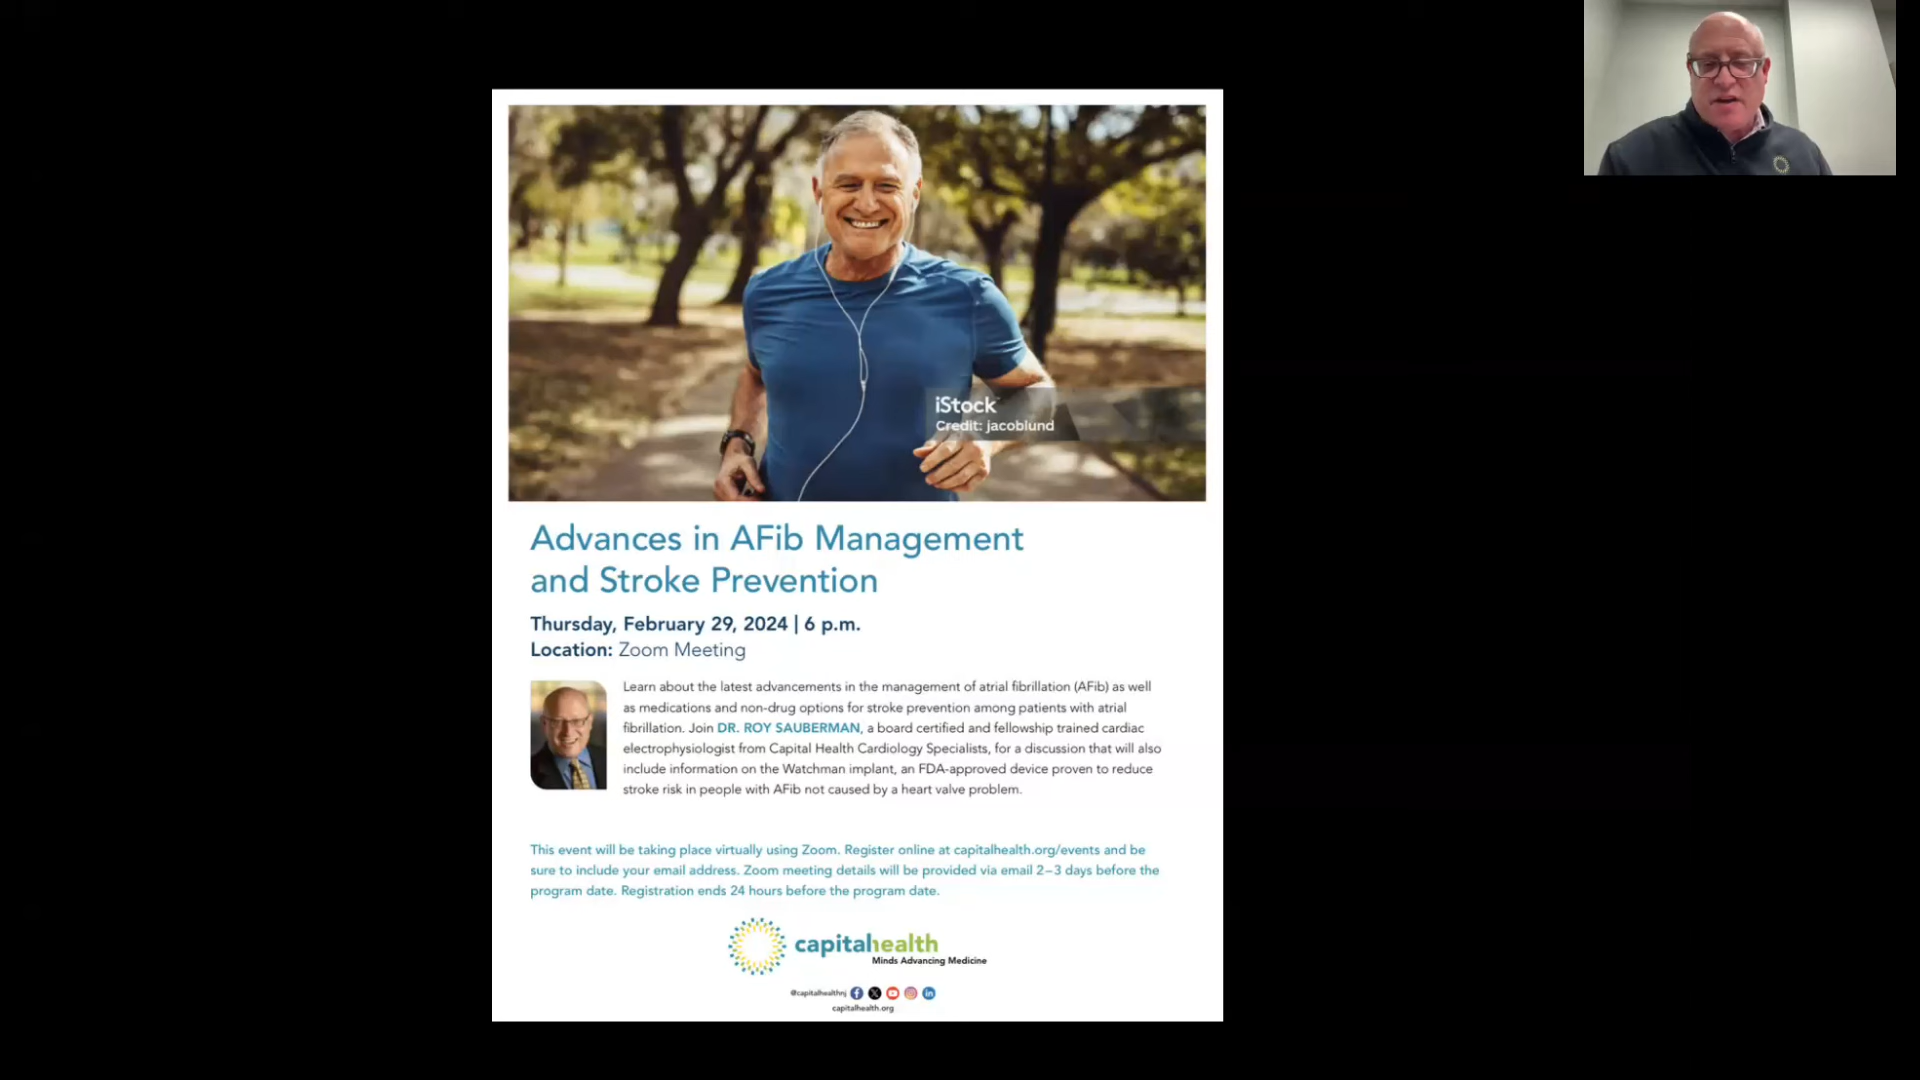 iStock
Credit: jacoblund
Advances in AFib Management
and Stroke Prevention
Thursday, February 29, 2024 | 6 p.m.
Location: Zoom Meeting
Learn about the latest advancements in the management of atrial fibrillation (AFib) as well
as medications and non-drug options for stroke prevention among patients with atrial
fibrillation. Join DR. ROY SAUBERMAN, a board certified and fellowship trained cardiac
electrophysiologist from Capital Health Cardiology Specialists, for a discussion that will also
include information on the Watchman implant, an FDA-approved device proven to reduce
stroke risk in people with AFib not caused by a heart valve problem.
This event will be taking place virtually using Zoom. Register online at capitalhealth.org/events and be
sure to include your email address. Zoom meeting details will be provided via email 2–3 days before the
program date. Registration ends 24 hours before the program date.
capitalhealth
Minds Advancing Medicine
@capitalhealthnj
capitalhealth.org